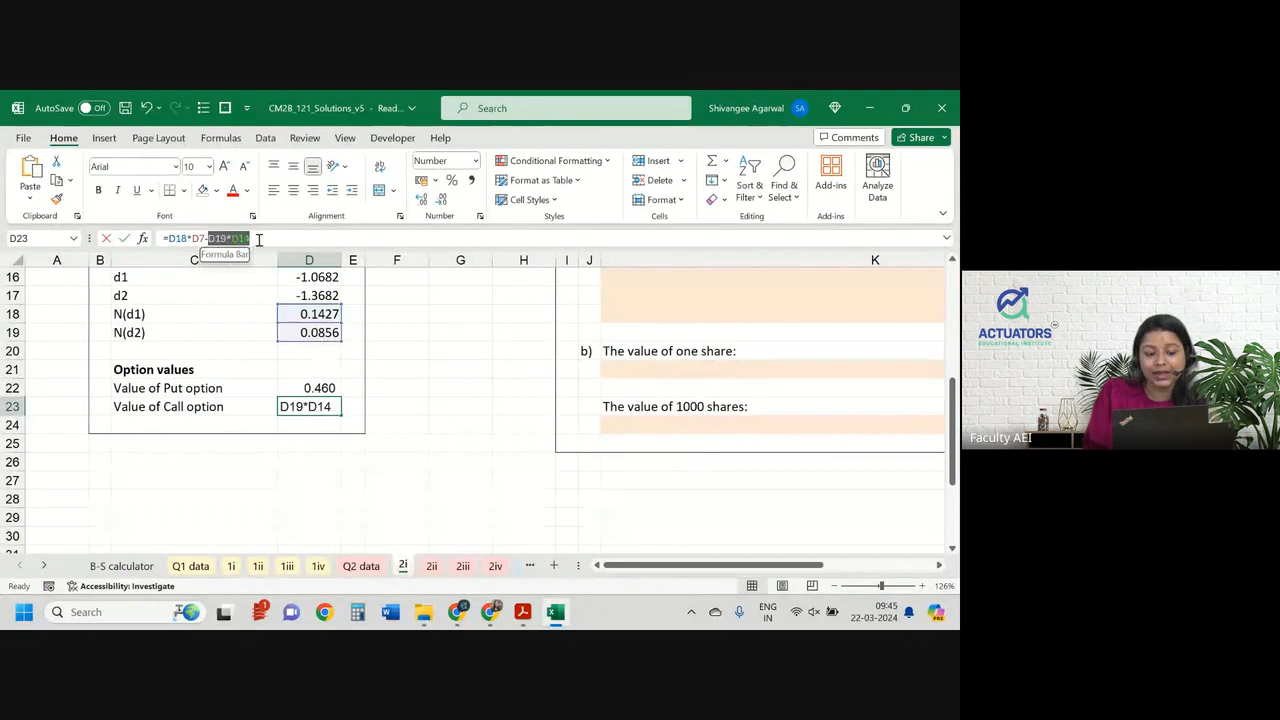 AutoSave Off CM2B_121_Solutions_v5 - Read... Search Shivangee Agarwal SA
File Home Insert Page Layout Formulas Data Review View Developer Help Comments Share
Paste Arial 10 Number Conditional Formatting Format as Table Cell Styles Insert Delete Format Sort & Filter Find & Select Add-ins Analyze Data
Clipboard Font Alignment Number Styles Cells Editing Add-ins
D23 fx =D18*D7-D19*D14
Formula Bar
A B C D E F G H I J K
16 d1 -1.0682
17 d2 -1.3682
18 N(d1) 0.1427
19 N(d2) 0.0856
20 b) The value of one share:
21 Option values
22 Value of Put option 0.460
23 Value of Call option D19*D14 The value of 1000 shares:
24
25
26
27
28
29
30
B-S calculator Q1 data 1i 1ii 1iii 1iv Q2 data 2i 2ii 2iii 2iv ...
Ready Accessibility: Investigate 126%
Search ENG IN 09:45 22-03-2024
ACTUATORS
EDUCATIONAL INSTITUTE
ThinkPad
Faculty AEI